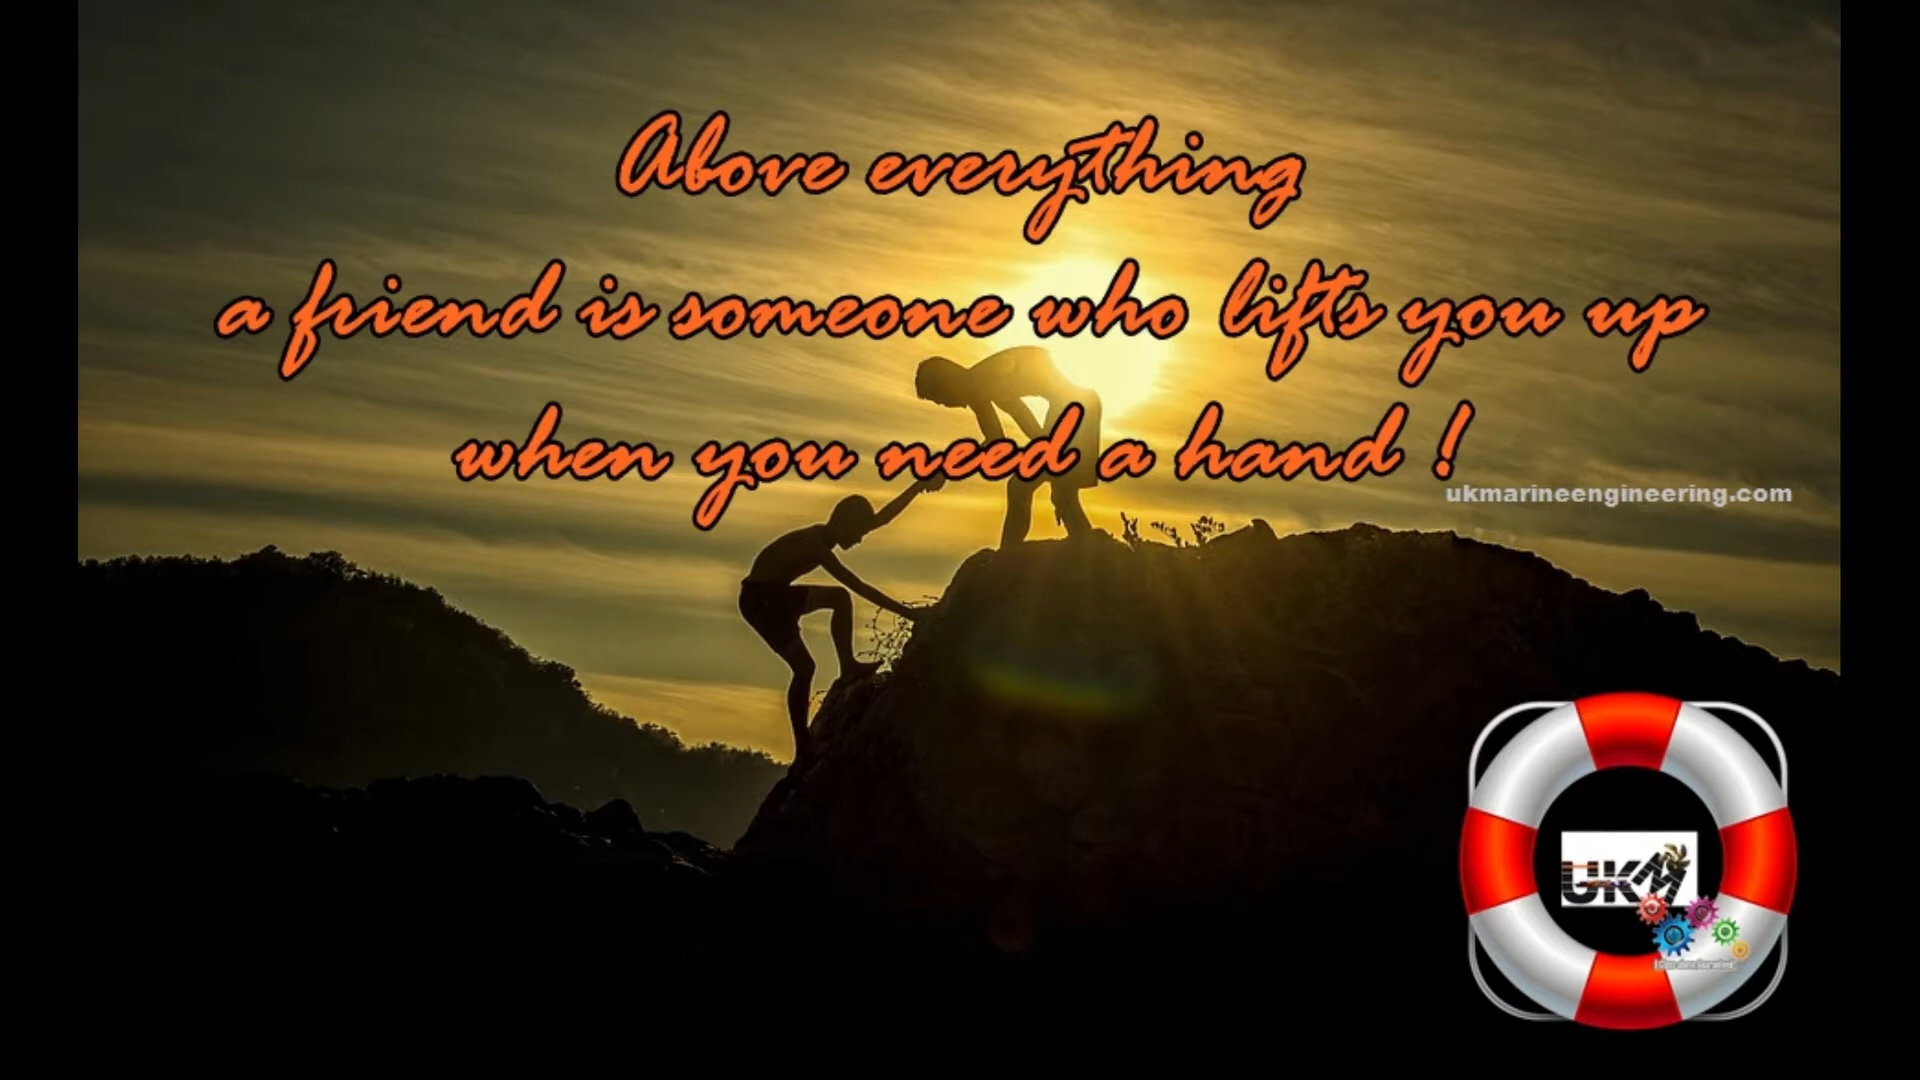 Above everything
a friend is someone who lifts you up
when you need a hand !
ukmarineengineering.com
UKM